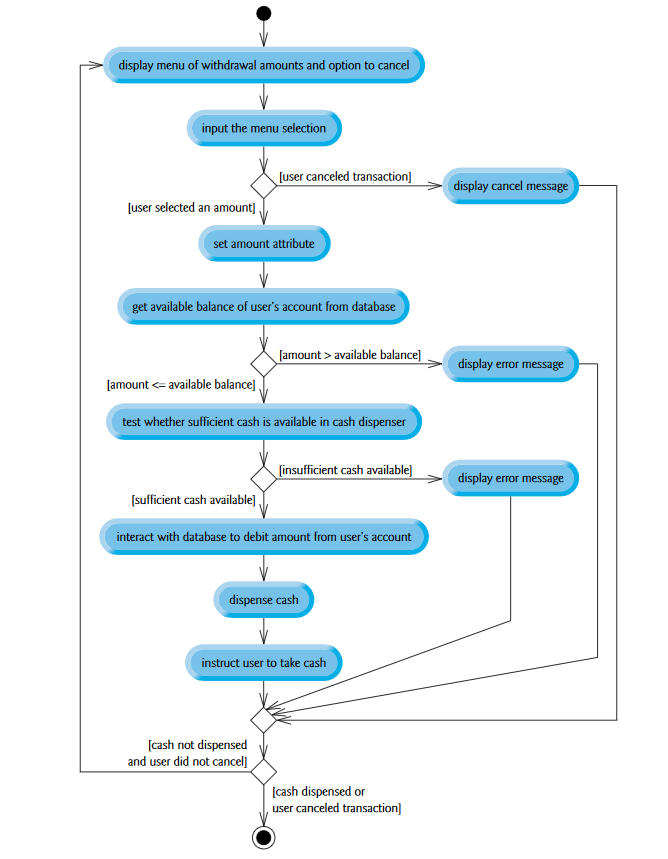 display menu of withdrawal amounts and option to cancel
input the menu selection
[user canceled transaction]
display cancel message
[user selected an amount]
set amount attribute
get available balance of user's account from database
[amount > available balance]
display error message
[amount <= available balance]
test whether sufficient cash is available in cash dispenser
[insufficient cash available]
display error message
[sufficient cash available]
interact with database to debit amount from user's account
dispense cash
instruct user to take cash
[cash not dispensed
and user did not cancel]
[cash dispensed or
user canceled transaction]